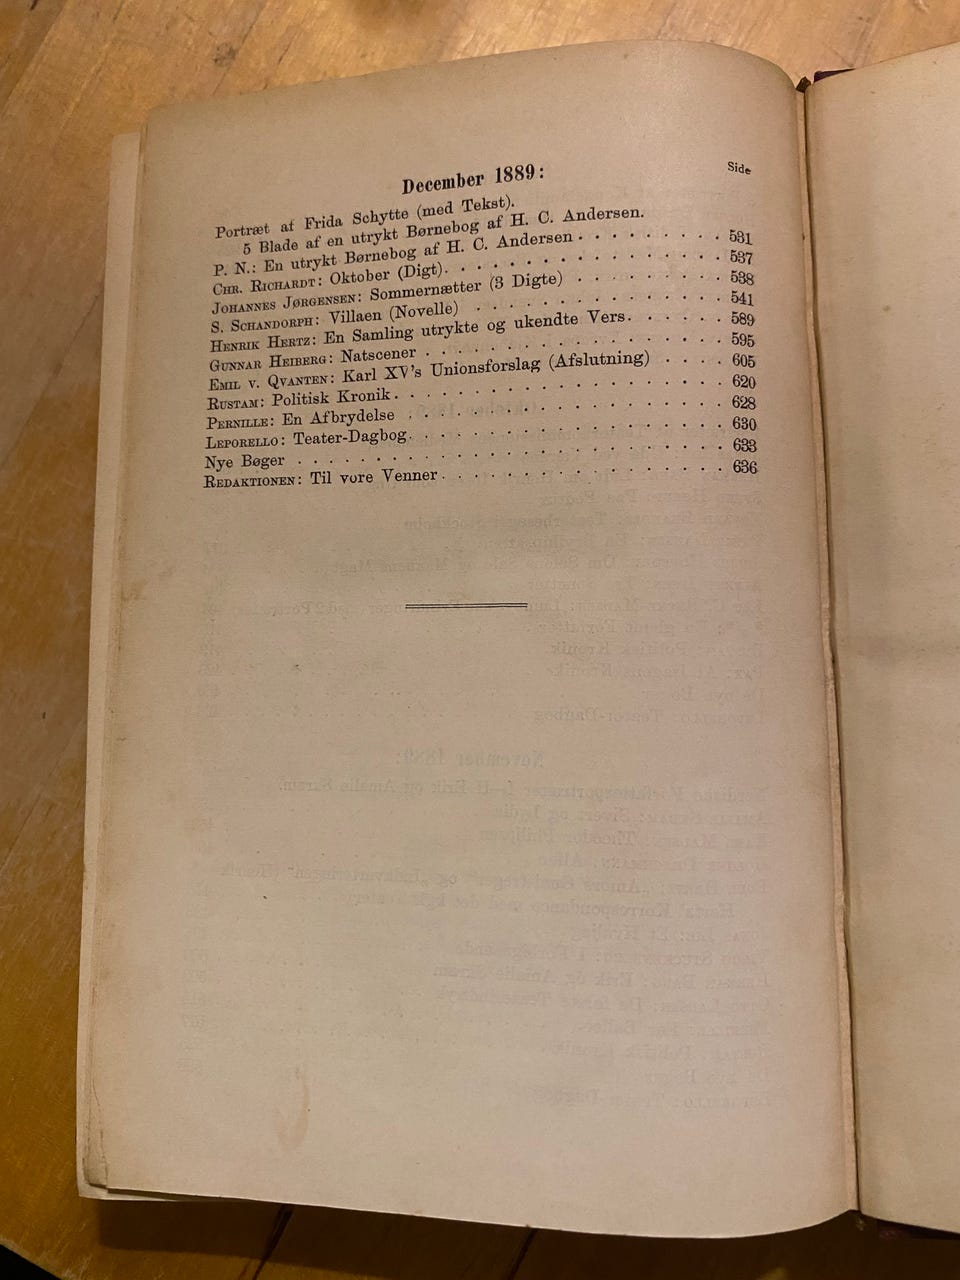 December 1889:
Side
Portræt af Frida Schytte (med Tekst).
5 Blade af en utrykt Børnebog af H. C. Andersen.
P. N.: En utrykt Børnebog af H. C. Andersen . . . . . . . . 531
CHR. RICHARDT: Oktober (Digt). . . . . . . . . . . . . . . 537
JOHANNES JØRGENSEN: Sommernætter (3 Digte) . . . . . . . . 538
S. SCHANDORPH: Villaen (Novelle) . . . . . . . . . . . . . 541
HENRIK HERTZ: En Samling utrykte og ukendte Vers. . . . . . 589
GUNNAR HEIBERG: Natscener . . . . . . . . . . . . . . . . 595
EMIL V. QVANTEN: Karl XV's Unionsforslag (Afslutning) . . . . 605
RUSTAM: Politisk Kronik . . . . . . . . . . . . . . . . . 620
PERNILLE: En Afbrydelse . . . . . . . . . . . . . . . . . 628
LEPORELLO: Teater-Dagbog. . . . . . . . . . . . . . . . . 630
Nye Bøger . . . . . . . . . . . . . . . . . . . . . . . 633
REDAKTIONEN: Til vore Venner . . . . . . . . . . . . . . . 636